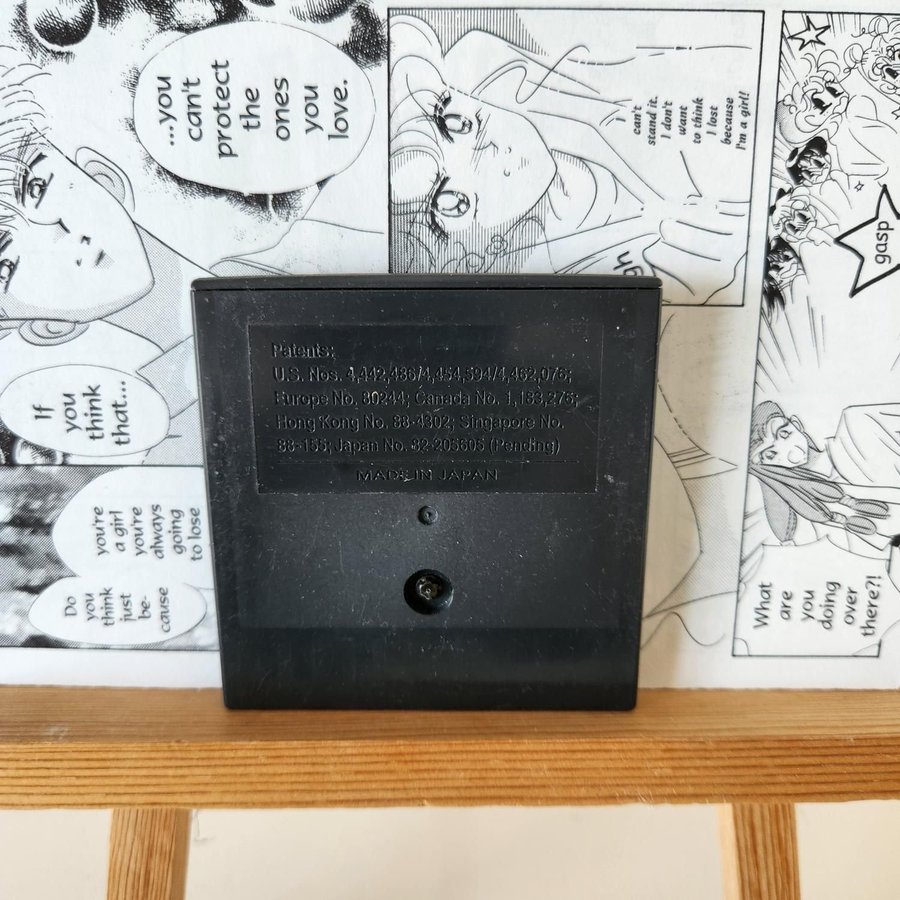 ...you
can't
protect
the
ones
you
love.
I
can't
stand it.
I don't
want
to think
I lost
because
I'm a girl!
gasp
If
you
think
that...
you're
a girl
you're
always
going
to lose
Do
you
think
just
be-
cause
What
are
you
doing
over
there?!
Patents:
U.S. Nos. 4,442,486/4,454,594/4,462,076;
Europe No. 80244; Canada No. 1,183,276;
Hong Kong No. 88-4302; Singapore No.
88-155; Japan No. 82-205605 (Pending)
MADE IN JAPAN